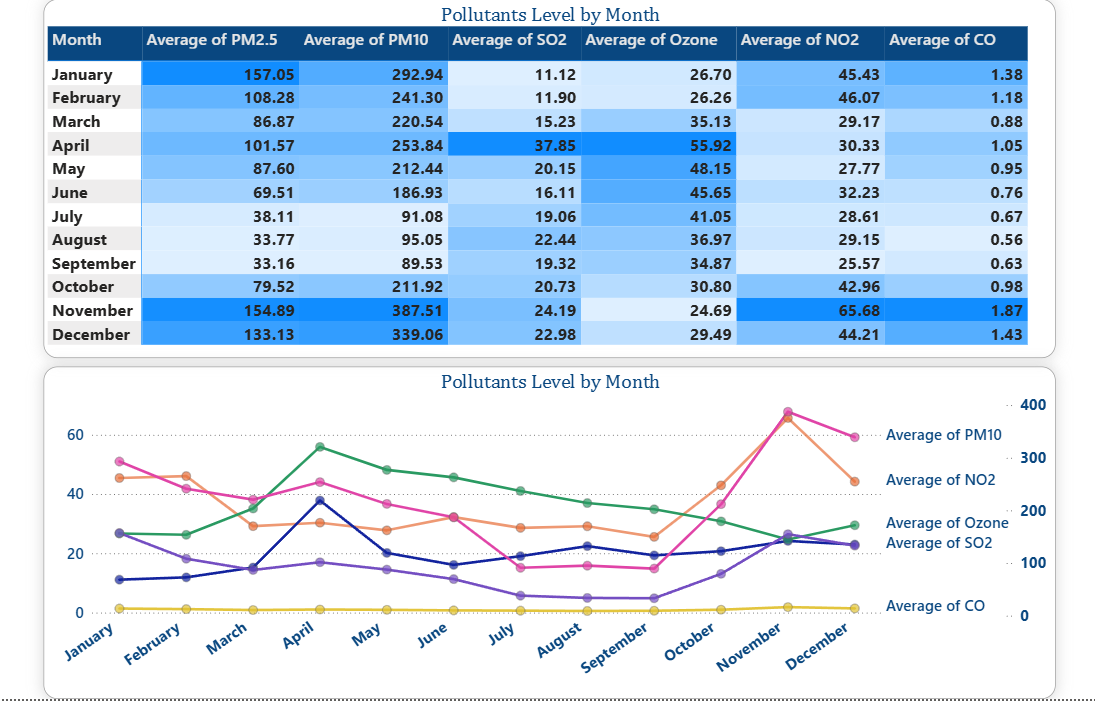 Pollutants Level by Month
Month Average of PM2.5 Average of PM10 Average of SO2 Average of Ozone Average of NO2 Average of CO
January 157.05 292.94 11.12 26.70 45.43 1.38
February 108.28 241.30 11.90 26.26 46.07 1.18
March 86.87 220.54 15.23 35.13 29.17 0.88
April 101.57 253.84 37.85 55.92 30.33 1.05
May 87.60 212.44 20.15 48.15 27.77 0.95
June 69.51 186.93 16.11 45.65 32.23 0.76
July 38.11 91.08 19.06 41.05 28.61 0.67
August 33.77 95.05 22.44 36.97 29.15 0.56
September 33.16 89.53 19.32 34.87 25.57 0.63
October 79.52 211.92 20.73 30.80 42.96 0.98
November 154.89 387.51 24.19 24.69 65.68 1.87
December 133.13 339.06 22.98 29.49 44.21 1.43
Pollutants Level by Month
400
60 Average of PM10
300
Average of NO2
40
200
Average of Ozone
Average of SO2
20
100
Average of CO
0 0
January February March April May June July August September October November December